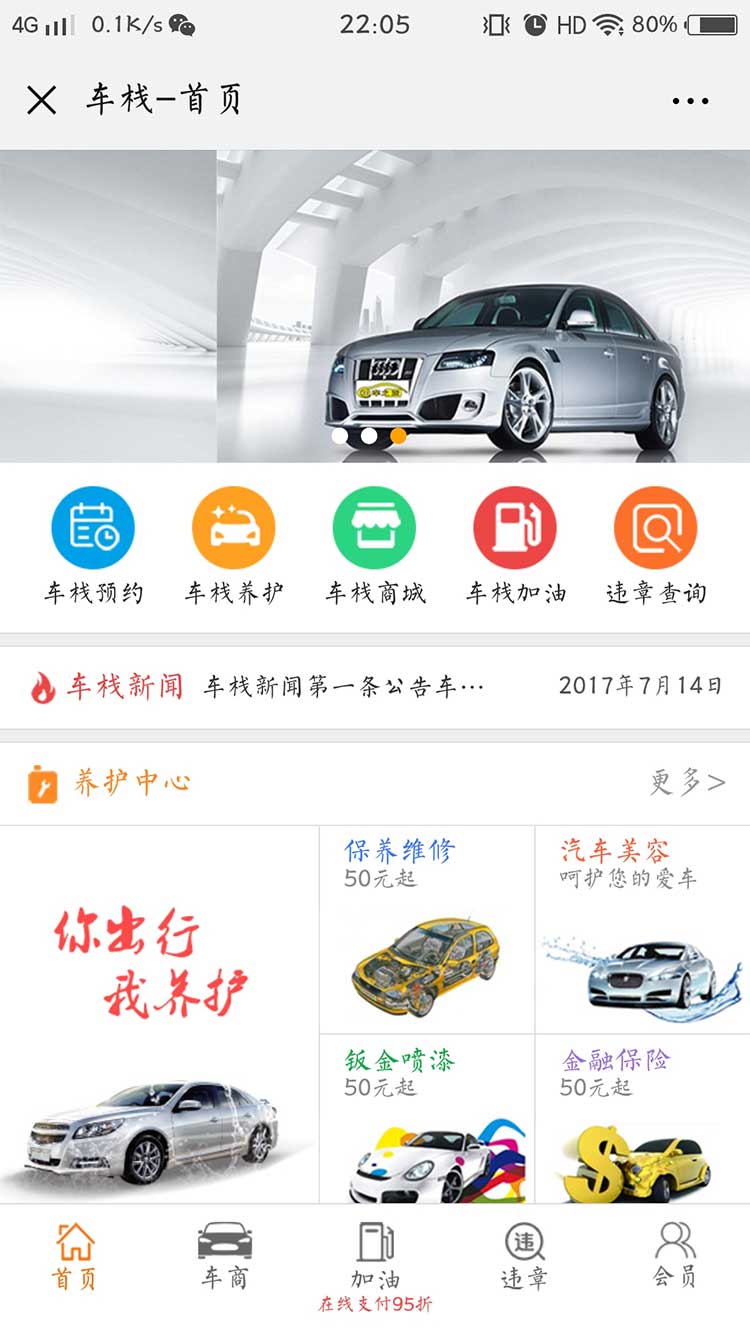 4G 0.1K/s 22:05 HD 80%
车栈-首页
车栈预约 车栈养护 车栈商城 车栈加油 违章查询
车栈新闻 车栈新闻第一条公告车… 2017年7月14日
养护中心 更多>
你出行
我养护
保养维修
50元起
汽车美容
呵护您的爱车
钣金喷漆
50元起
金融保险
50元起
首页 车商 加油 违章 会员
在线支付95折